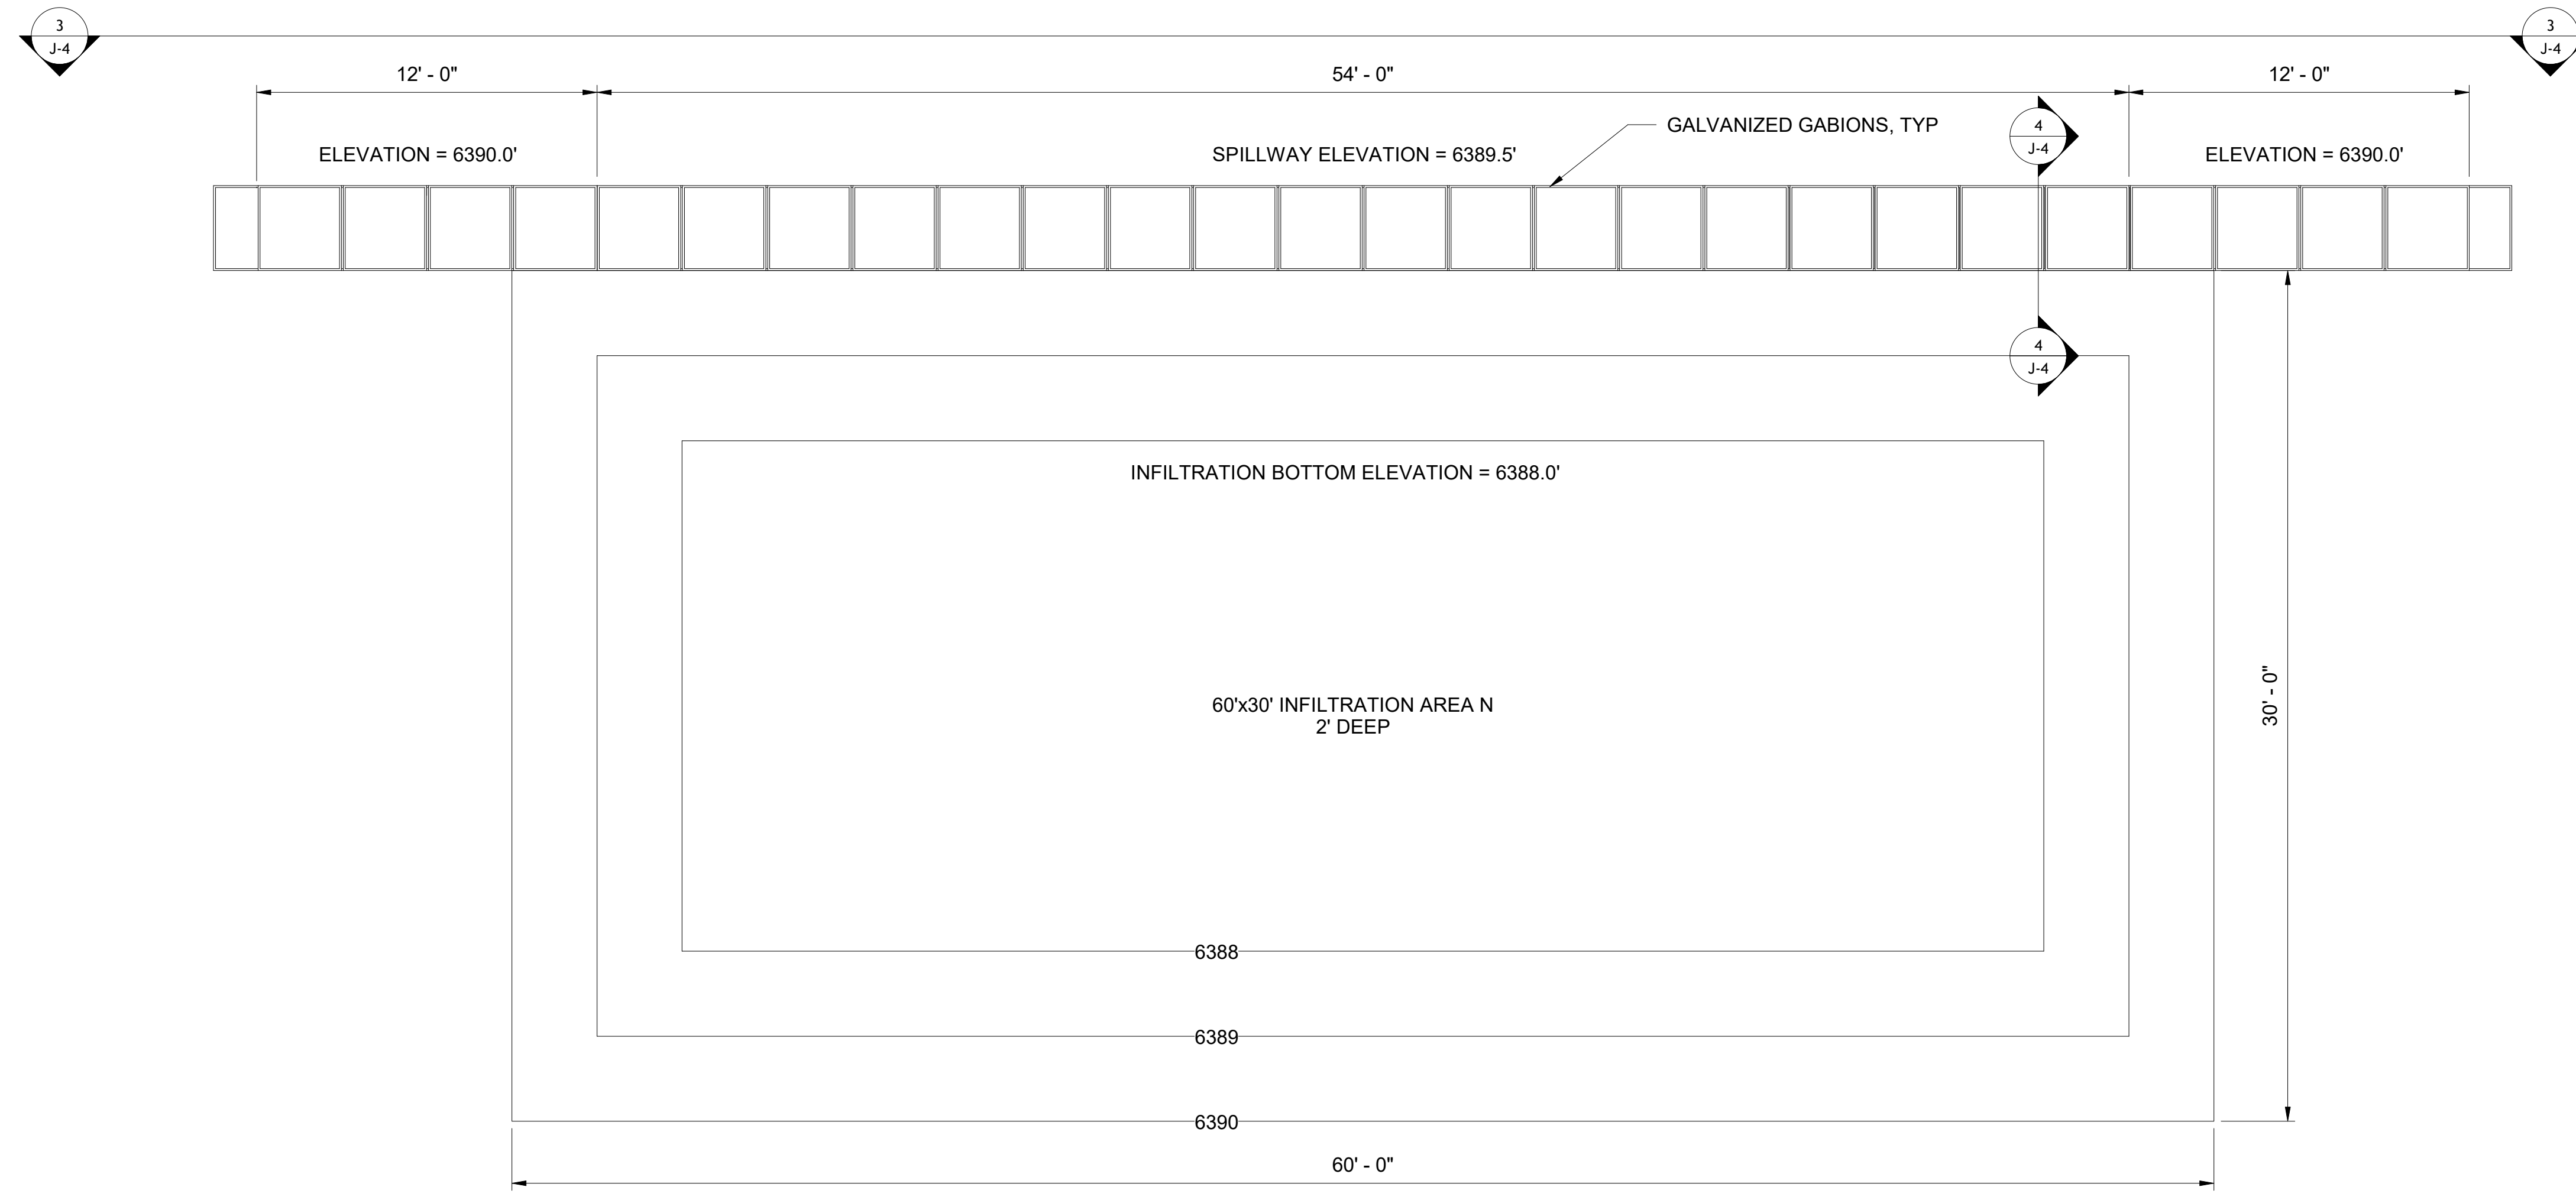 3
J-4
3
J-4
12' - 0"
54' - 0"
12' - 0"
GALVANIZED GABIONS, TYP
4
J-4
ELEVATION = 6390.0'
SPILLWAY ELEVATION = 6389.5'
ELEVATION = 6390.0'
4
J-4
INFILTRATION BOTTOM ELEVATION = 6388.0'
60'x30' INFILTRATION AREA N
2' DEEP
30' - 0"
6388
6389
6390
60' - 0"